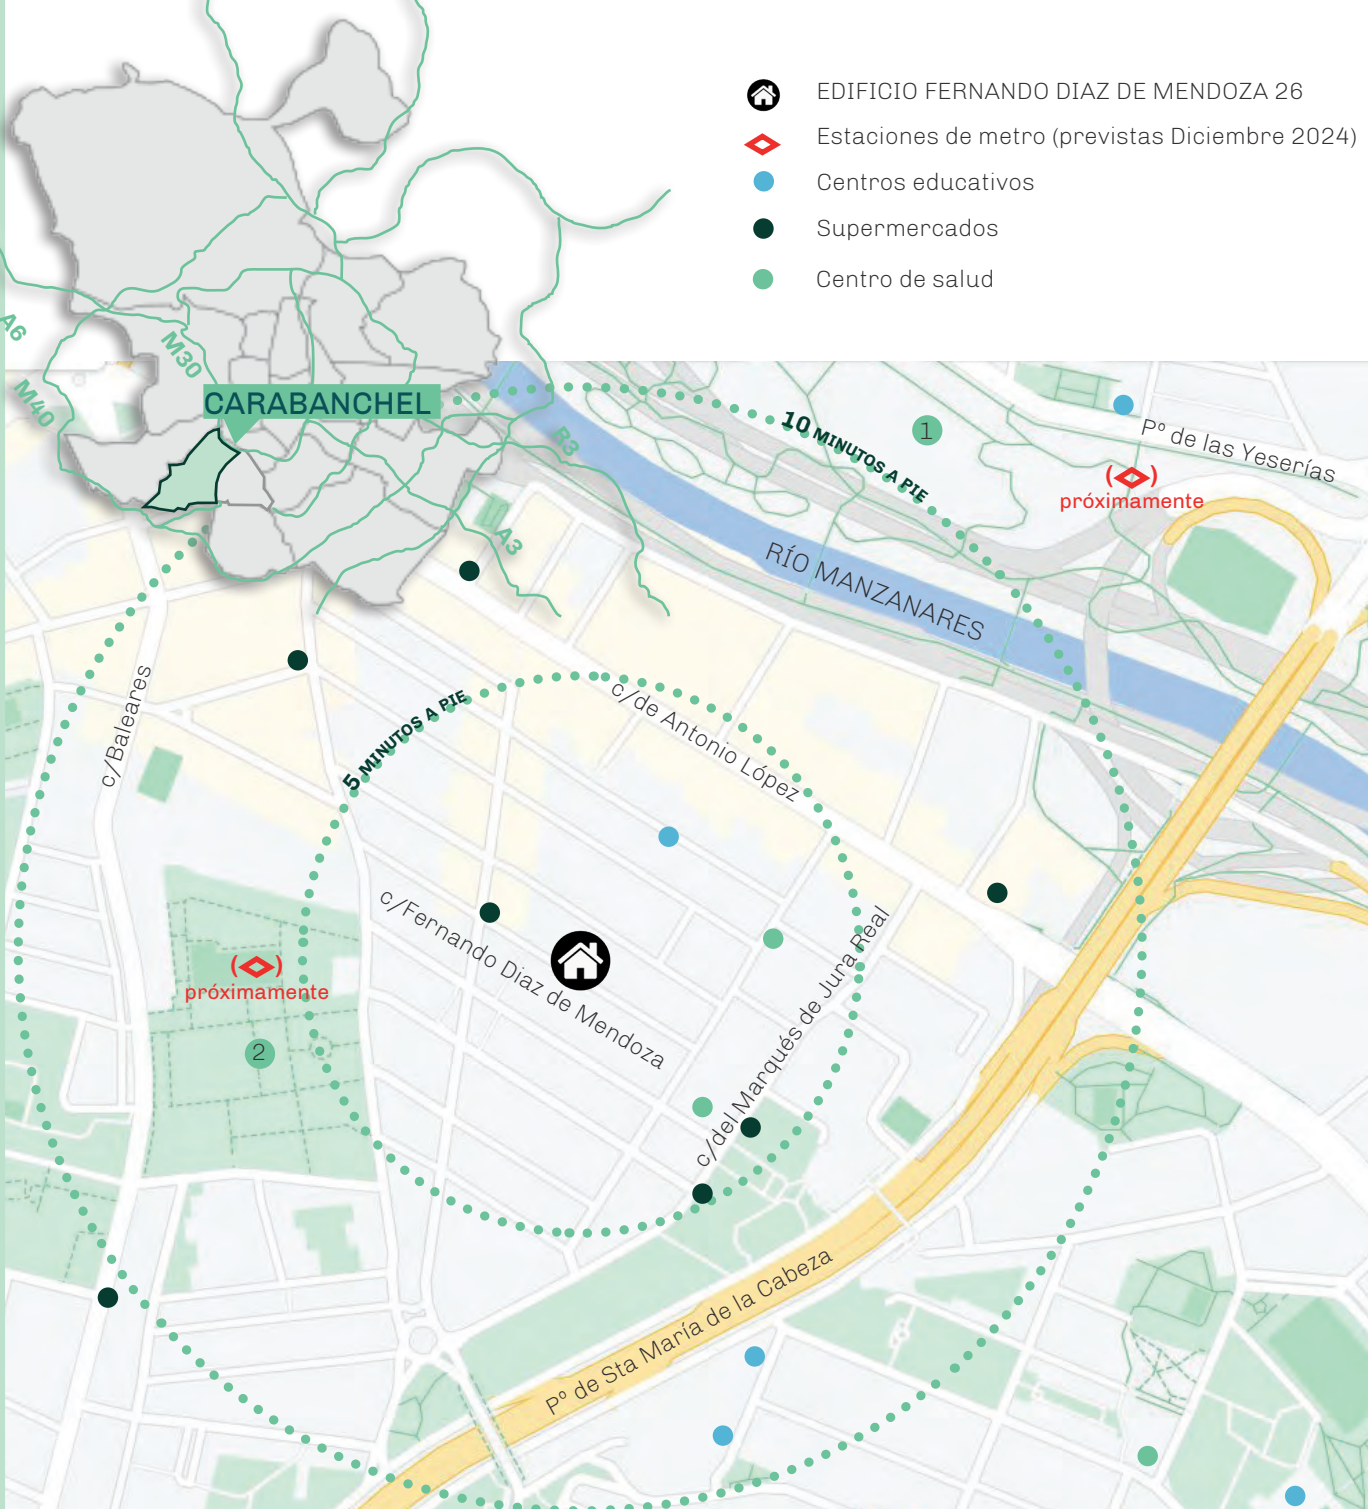 EDIFICIO FERNANDO DIAZ DE MENDOZA 26
Estaciones de metro (previstas Diciembre 2024)
Centros educativos
Supermercados
Centro de salud
A6
M30
M40
CARABANCHEL
R3
A3
10 MINUTOS A PIE
1
Pº de las Yeserías
próximamente
RÍO MANZANARES
c/Baleares
5 MINUTOS A PIE
c/de Antonio López
c/Fernando Diaz de Mendoza
c/del Marqués de Jura Real
próximamente
2
Pº de Sta María de la Cabeza